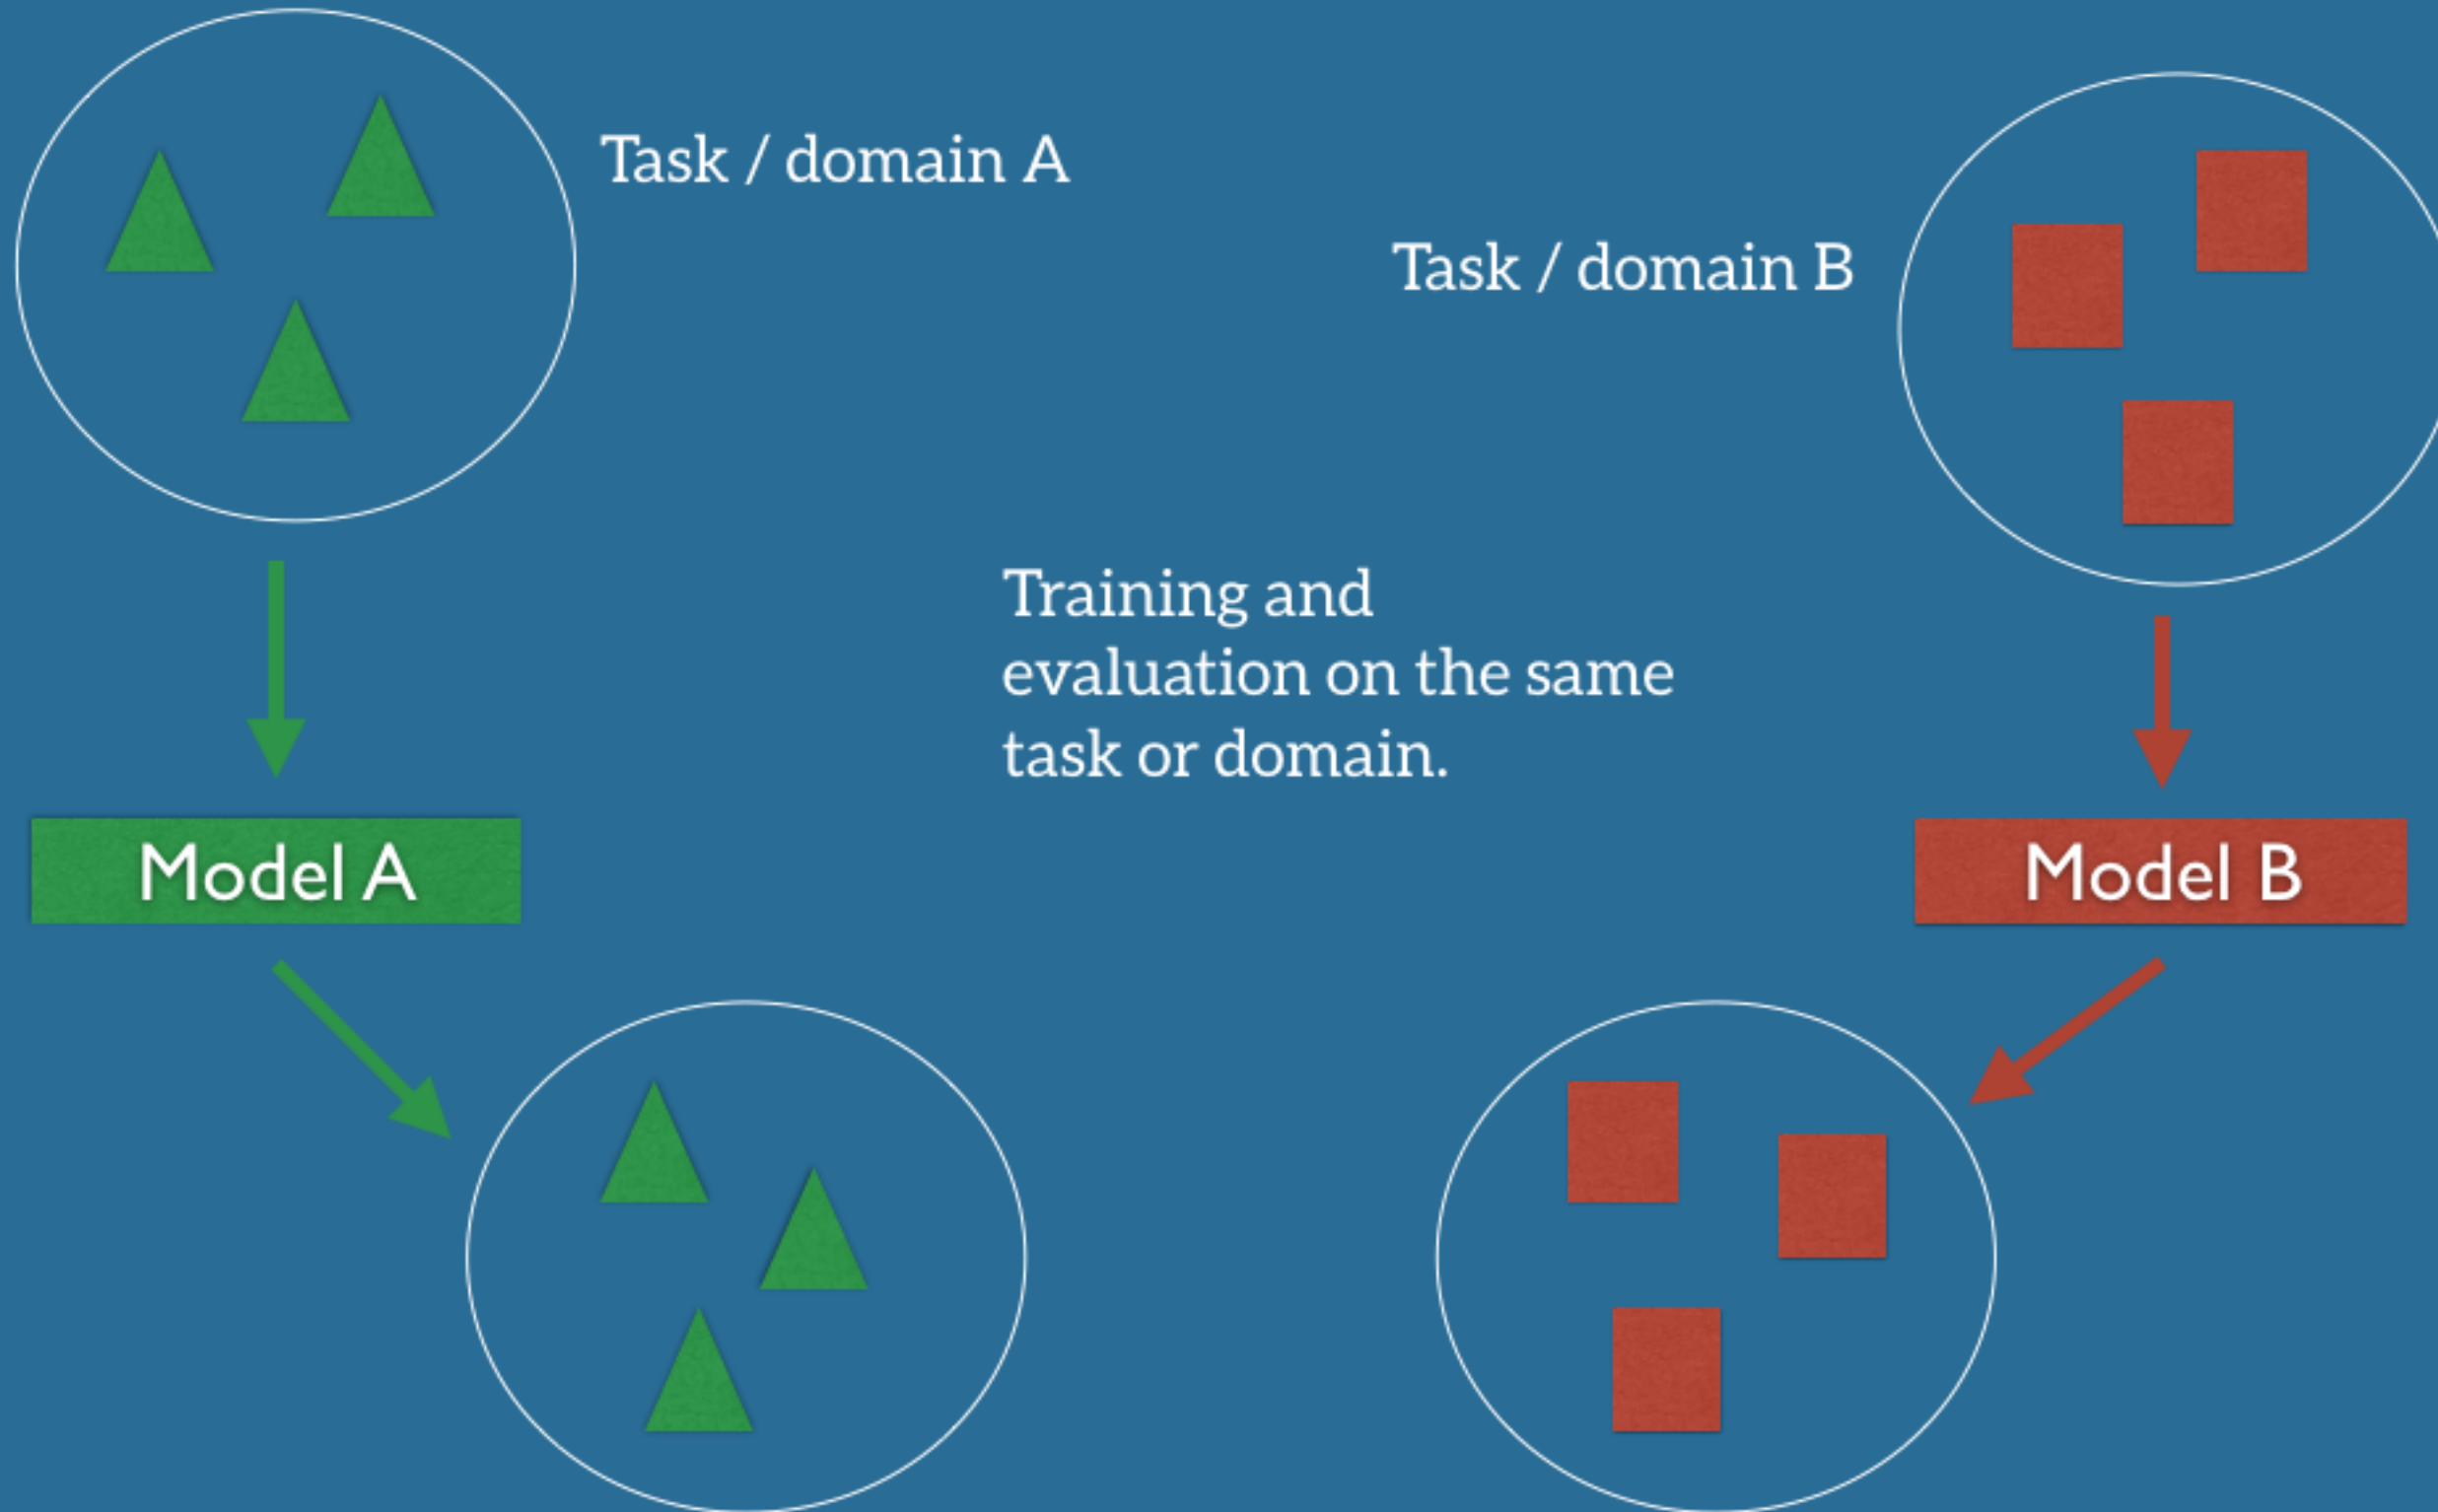 Task / domain A
Task / domain B
Training and
evaluation on the same
task or domain.
Model A
Model B